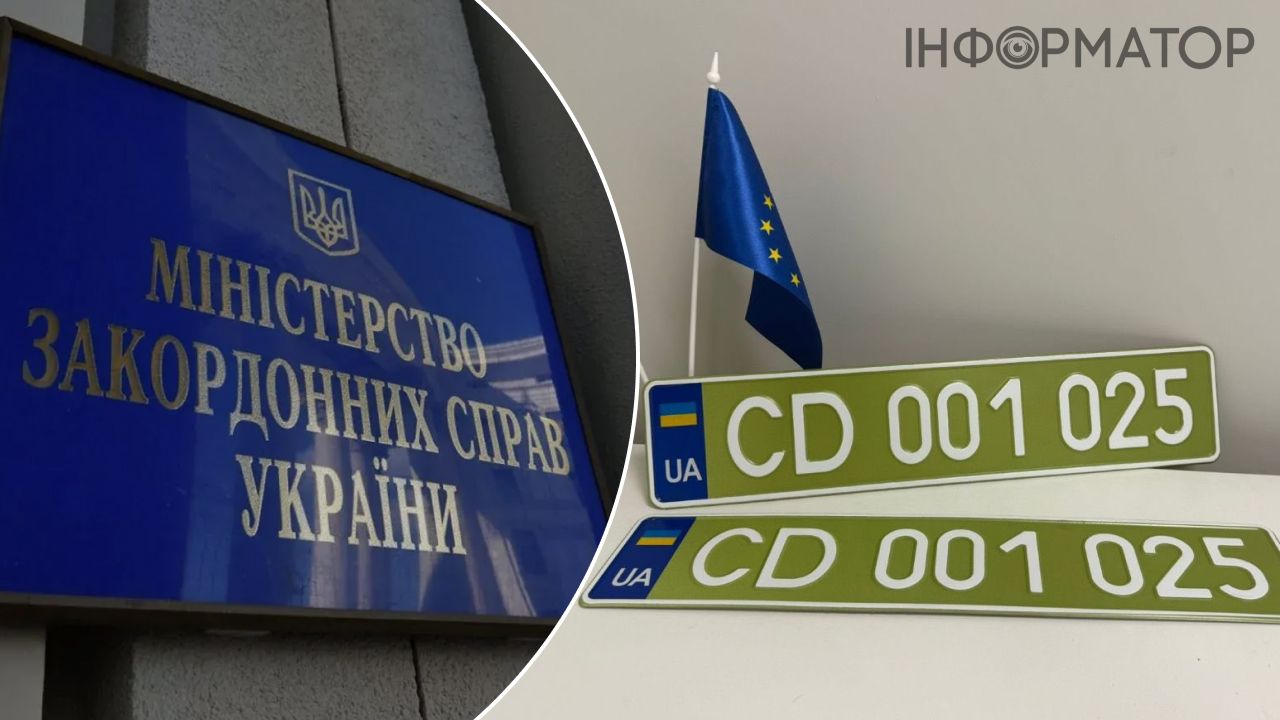 МІНІСТЕРСТВО
ЗАКОРДОННИХ СПРАВ
УКРАЇНИ
ІНФОРМАТОР
UA CD 001 025
UA CD 001 025